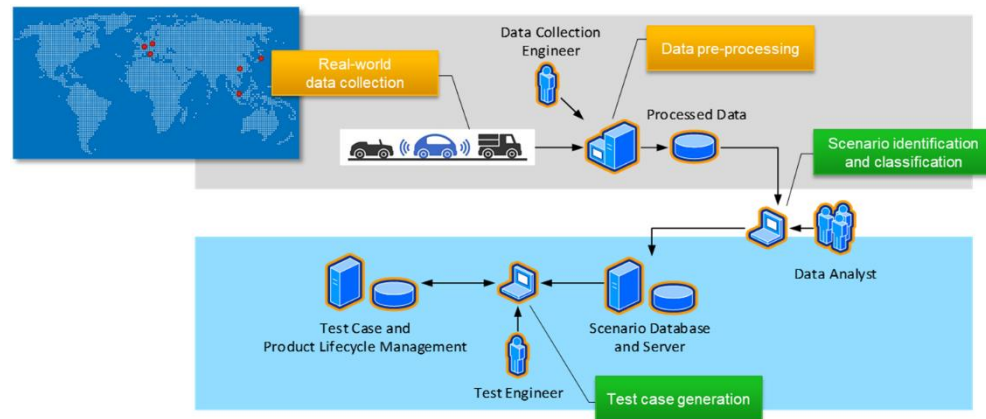 Data Collection
Engineer
Data pre-processing
Real-world
data collection
Processed Data
Scenario identification
and classification
Data Analyst
Test Case and
Product Lifecycle Management
Scenario Database
and Server
Test Engineer
Test case generation